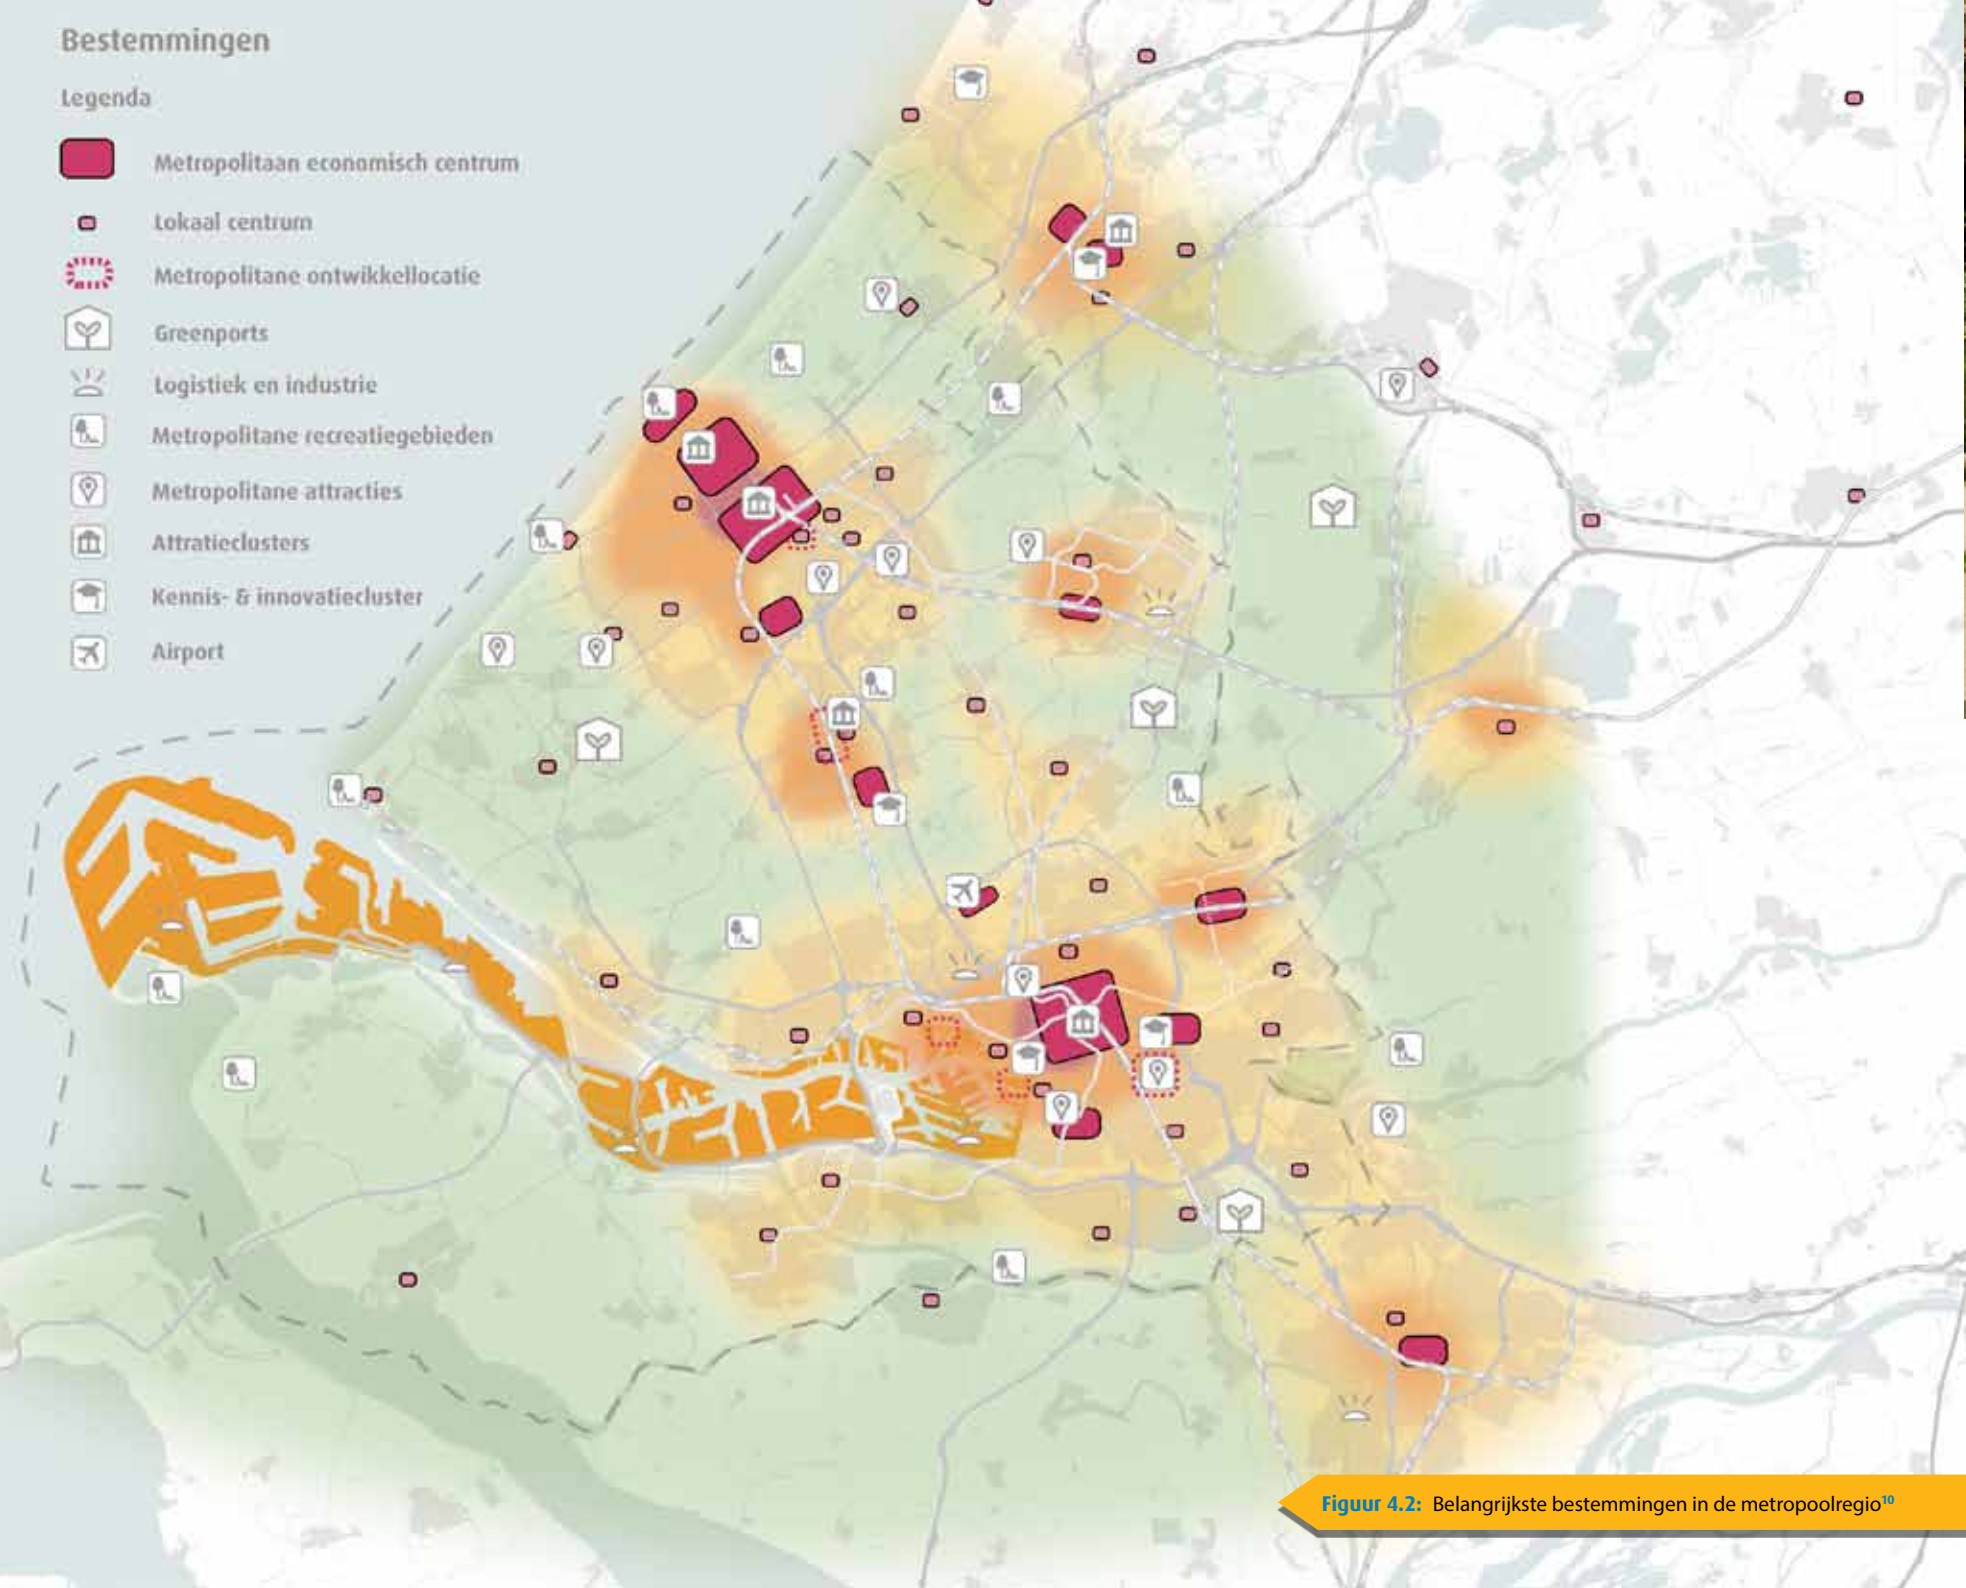 Bestemmingen
Legenda
Metropolitaan economisch centrum
Lokaal centrum
Metropolitane ontwikkellocatie
Greenports
Logistiek en industrie
Metropolitane recreatiegebieden
Metropolitane attracties
Attratieclusters
Kennis- & innovatiecluster
Airport
Figuur 4.2: Belangrijkste bestemmingen in de metropoolregio¹⁰